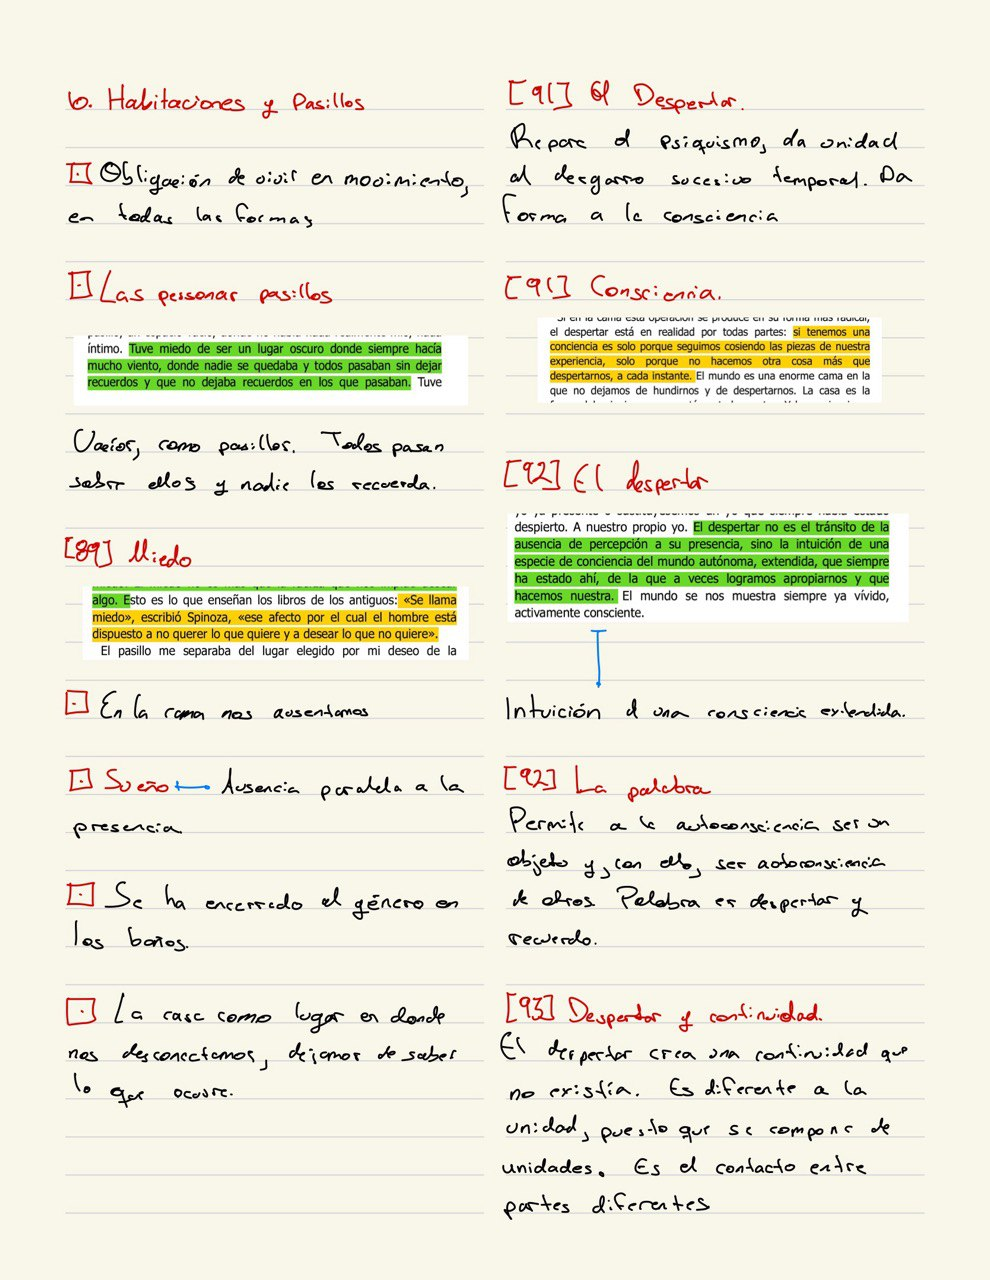 6. Habitaciones y Pasillos
Obligación de vivir en movimiento,
en todas las formas
Las personas pasillos
íntimo. Tuve miedo de ser un lugar oscuro donde siempre hacía
mucho viento, donde nadie se quedaba y todos pasaban sin dejar
recuerdos y que no dejaba recuerdos en los que pasaban. Tuve
Vacíos, como pasillos. Todos pasan
sobre ellos y nadie los recuerda.
[89] Miedo
algo. Esto es lo que enseñan los libros de los antiguos: «Se llama
miedo», escribió Spinoza, «ese afecto por el cual el hombre está
dispuesto a no querer lo que quiere y a desear lo que no quiere».
El pasillo me separaba del lugar elegido por mi deseo de la
En la cama nos ausentamos
Sueño Ausencia paralela a la
presencia
Se ha encerrado el género en
los baños.
La casa como lugar en donde
nos desconectamos, dejamos de saber
lo que ocurre.
[91] El Despertar.
Repara el psiquismo, da unidad
al desgarro sucesivo temporal. Da
forma a la consciencia
[91] Consciencia.
Si en la cama esta operación se produce en su forma más radical,
el despertar está en realidad por todas partes: si tenemos una
conciencia es solo porque seguimos cosiendo las piezas de nuestra
experiencia, solo porque no hacemos otra cosa más que
despertarnos, a cada instante. El mundo es una enorme cama en la
que no dejamos de hundirnos y de despertarnos. La casa es la
[92] El despertar
despierto. A nuestro propio yo. El despertar no es el tránsito de la
ausencia de percepción a su presencia, sino la intuición de una
especie de conciencia del mundo autónoma, extendida, que siempre
ha estado ahí, de la que a veces logramos apropiarnos y que
hacemos nuestra. El mundo se nos muestra siempre ya vívido,
activamente consciente.
Intuición d una consciencia extendida.
[92] La palabra
Permite a la autoconsciencia ser un
objeto y, con ello, ser autoconsciencia
de otros. Palabra es despertar y
recuerdo.
[93] Despertar y continuidad.
El despertar crea una continuidad que
no existía. Es diferente a la
unidad, puesto que se compone de
unidades. Es el contacto entre
partes diferentes